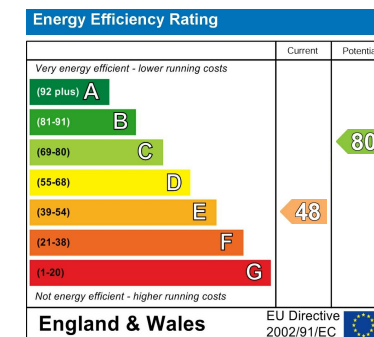 Energy Efficiency Rating
Current Potentia
Very energy efficient - lower running costs
(92 plus) A
(81-91) B
(69-80) C
80
(55-68) D
(39-54) E
48
(21-38) F
(1-20) G
Not energy efficient - higher running costs
England & Wales
EU Directive
2002/91/EC